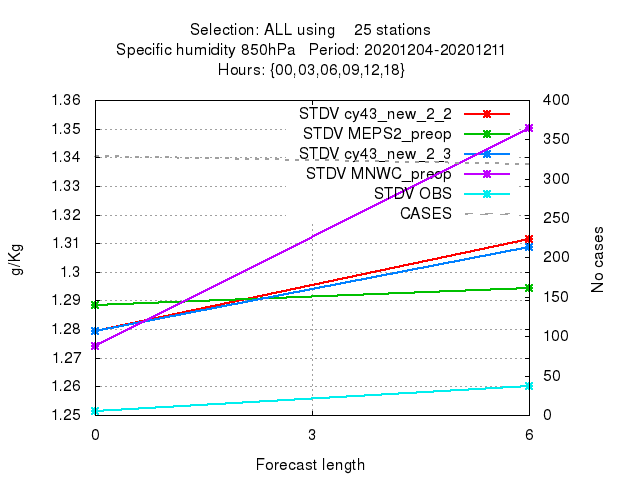 Selection: ALL using    25 stations
Specific humidity 850hPa   Period: 20201204-20201211
Hours: {00,03,06,09,12,18}
STDV cy43_new_2_2
STDV MEPS2_preop
STDV cy43_new_2_3
STDV MNWC_preop
STDV OBS
CASES
1.36
1.35
1.34
1.33
1.32
1.31
1.3
1.29
1.28
1.27
1.26
1.25
g/Kg
400
350
300
250
200
150
100
50
0
No cases
0 3 6
Forecast length